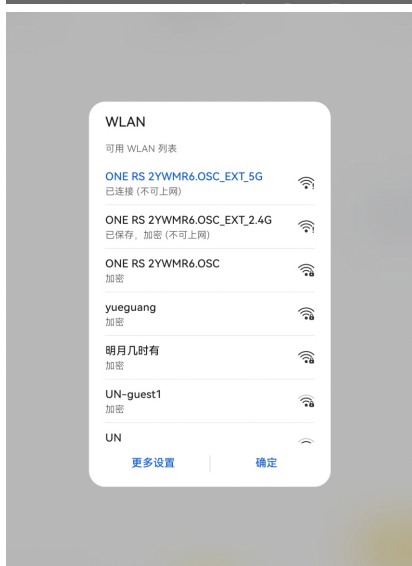 WLAN
可用 WLAN 列表
ONE RS 2YWMR6.OSC_EXT_5G
已连接 (不可上网)
ONE RS 2YWMR6.OSC_EXT_2.4G
已保存，加密 (不可上网)
ONE RS 2YWMR6.OSC
加密
yueguang
加密
明月几时有
加密
UN-guest1
加密
UN
更多设置
确定